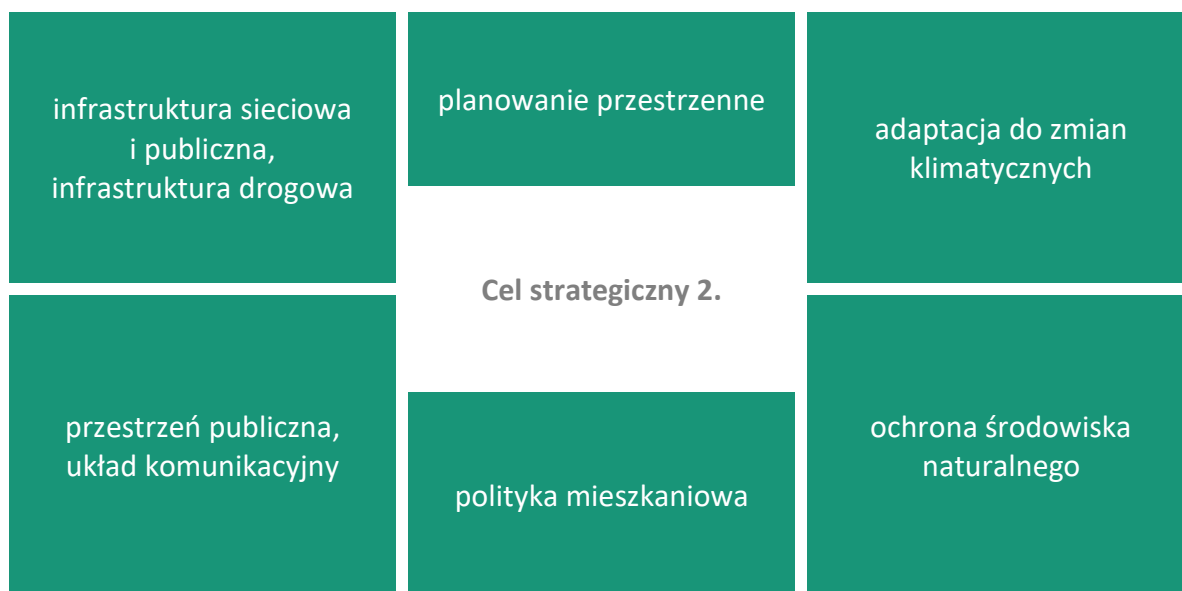 infrastruktura sieciowa
i publiczna,
infrastruktura drogowa
planowanie przestrzenne
adaptacja do zmian
klimatycznych
Cel strategiczny 2.
przestrzeń publiczna,
układ komunikacyjny
polityka mieszkaniowa
ochrona środowiska
naturalnego